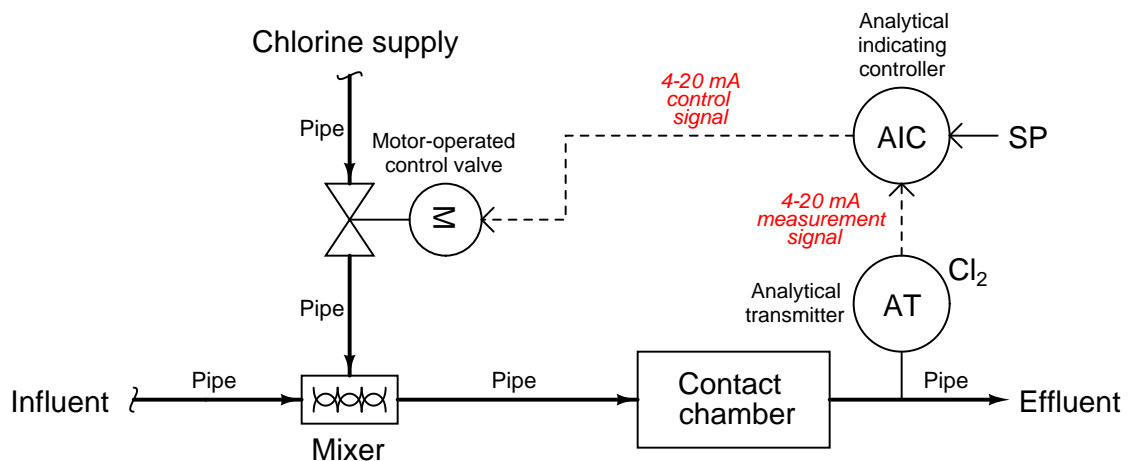 Chlorine supply
Pipe
Motor-operated
control valve
M
4-20 mA
control
signal
Analytical
indicating
controller
AIC
SP
4-20 mA
measurement
signal
Cl2
Analytical
transmitter
AT
Pipe
Influent
Pipe
Mixer
Pipe
Contact
chamber
Pipe
Effluent